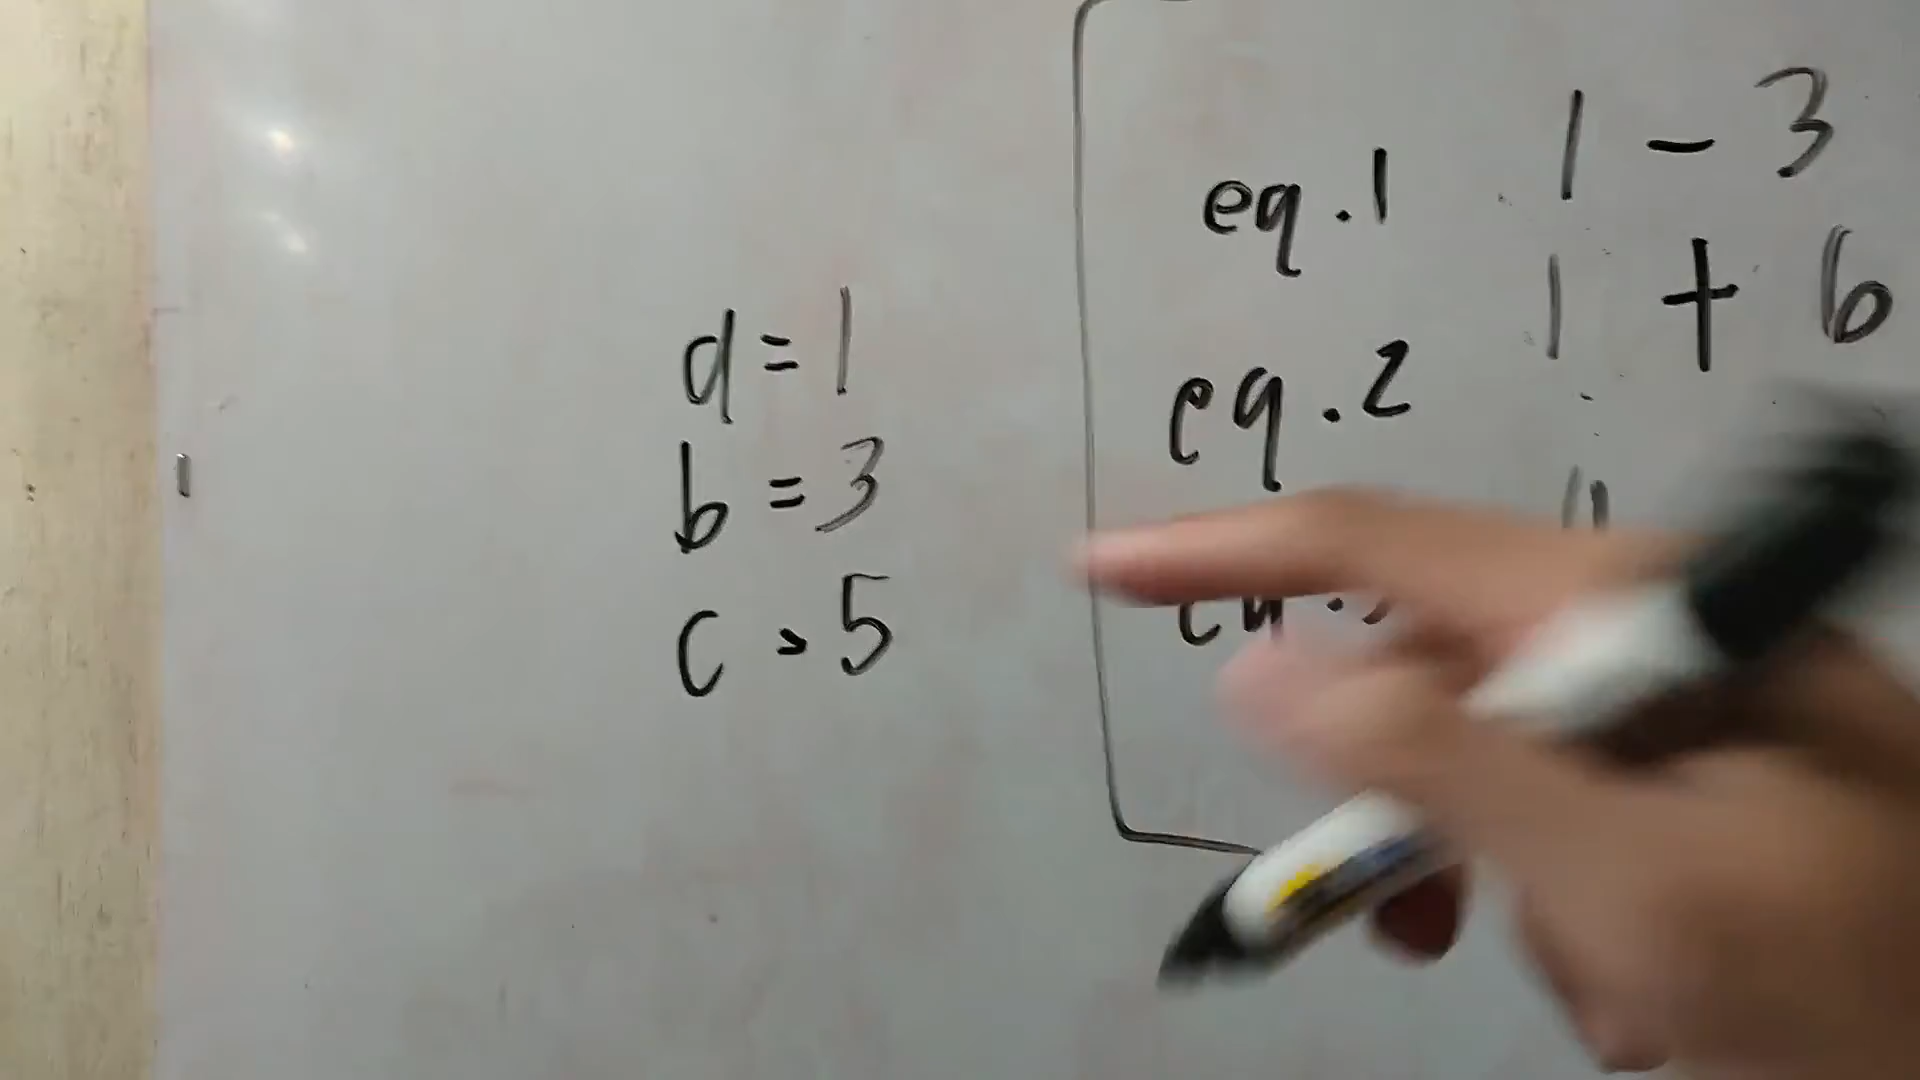 a = 1
b = 3
c = 5
eq.1 1 - 3
1 + 6
eq.2